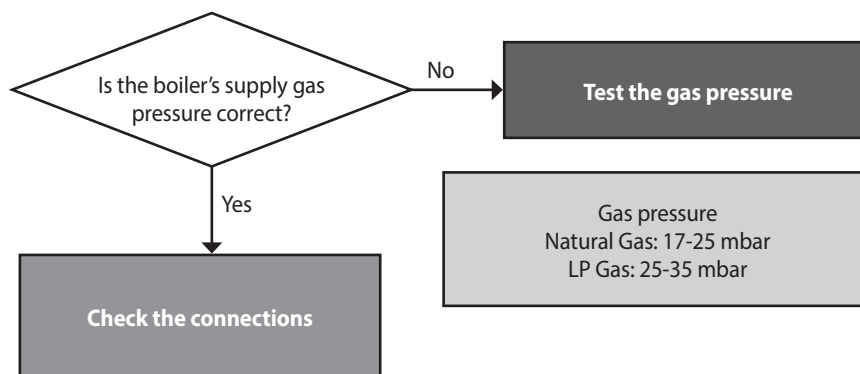 Is the boiler's supply gas
pressure correct?
No
Test the gas pressure
Yes
Gas pressure
Natural Gas: 17-25 mbar
LP Gas: 25-35 mbar
Check the connections